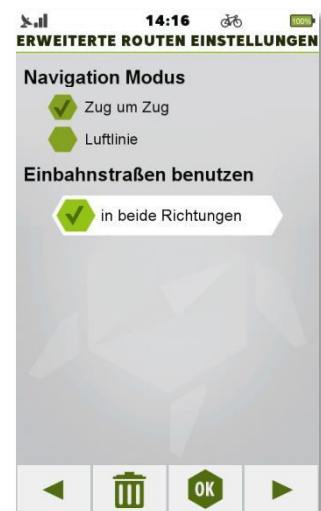 14:16 100%
ERWEITERTE ROUTEN EINSTELLUNGEN
Navigation Modus
Zug um Zug
Luftlinie
Einbahnstraßen benutzen
in beide Richtungen
OK